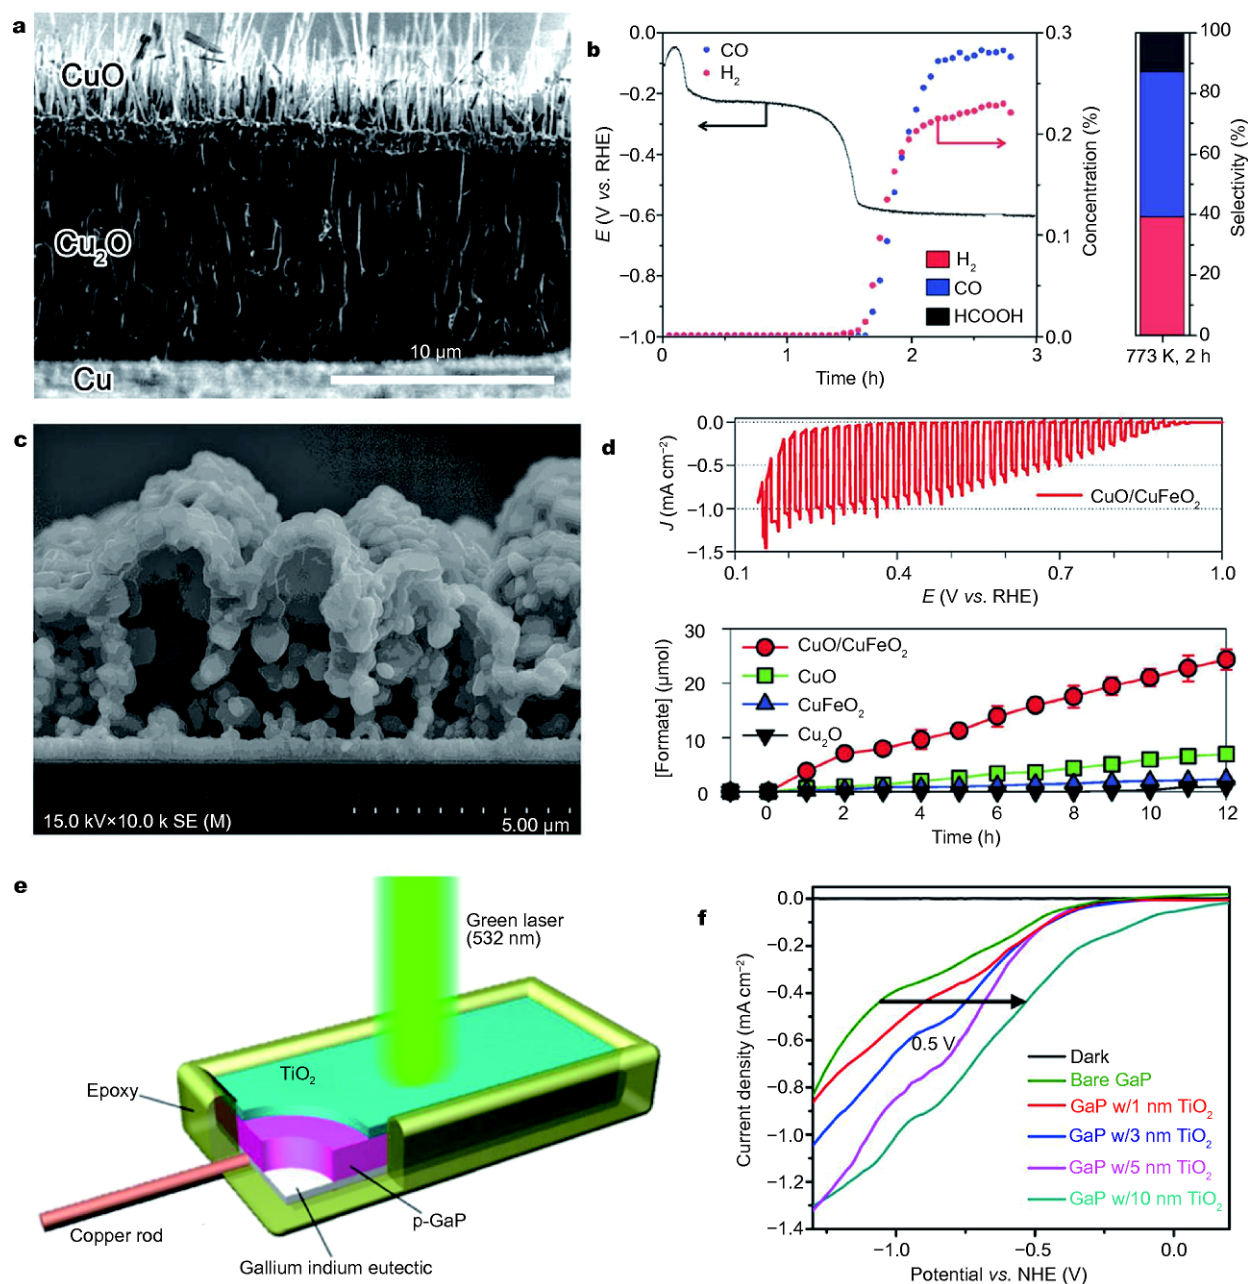 a
CuO
Cu₂O
10 µm
Cu
b
0.0
−0.2
−0.4
−0.6
−0.8
−1.0
E (V vs. RHE)
CO
H₂
H₂
CO
HCOOH
0.3
0.2
0.1
0.0
Concentration (%)
0 1 2 3
Time (h)
100
80
60
40
20
0
Selectivity (%)
773 K, 2 h
c
15.0 kV×10.0 k SE (M)
5.00 µm
d
0.0
−0.5
−1.0
−1.5
J (mA cm⁻²)
CuO/CuFeO₂
0.1 0.4 0.7 1.0
E (V vs. RHE)
30
20
10
0
[Formate] (µmol)
CuO/CuFeO₂
CuO
CuFeO₂
Cu₂O
0 2 4 6 8 10 12
Time (h)
e
Green laser
(532 nm)
TiO₂
Epoxy
p-GaP
Copper rod
Gallium indium eutectic
f
0.0
−0.2
−0.4
−0.6
−0.8
−1.0
−1.2
−1.4
Current density (mA cm⁻²)
0.5 V
Dark
Bare GaP
GaP w/1 nm TiO₂
GaP w/3 nm TiO₂
GaP w/5 nm TiO₂
GaP w/10 nm TiO₂
−1.0 −0.5 0.0
Potential vs. NHE (V)